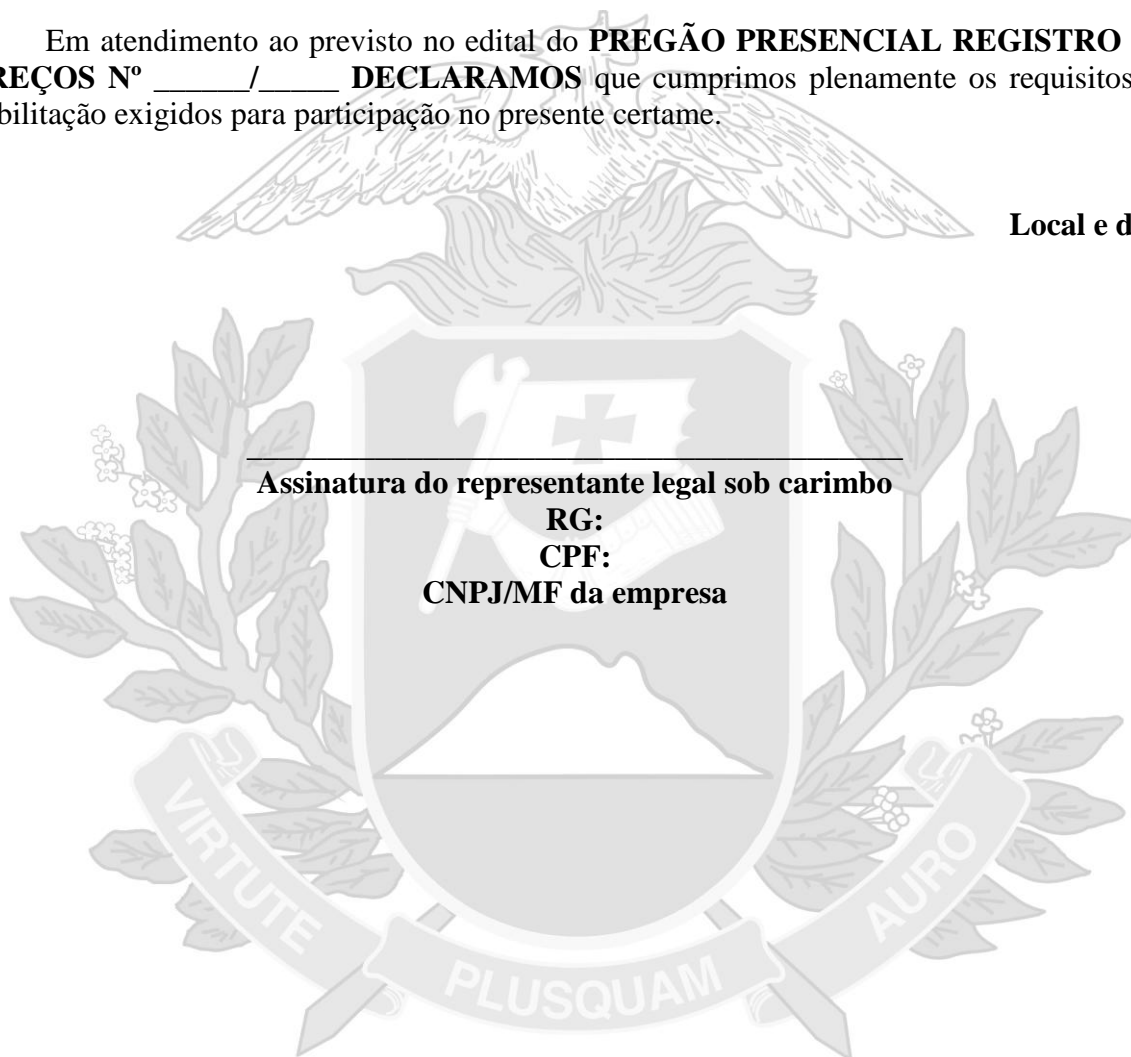 Em atendimento ao previsto no edital do PREGÃO PRESENCIAL REGISTRO
REÇOS Nº ______/_____ DECLARAMOS que cumprimos plenamente os requisitos
bilitação exigidos para participação no presente certame.
Local e d
Assinatura do representante legal sob carimbo
RG:
CPF:
CNPJ/MF da empresa
VIRTUTE PLUSQUAM AURO